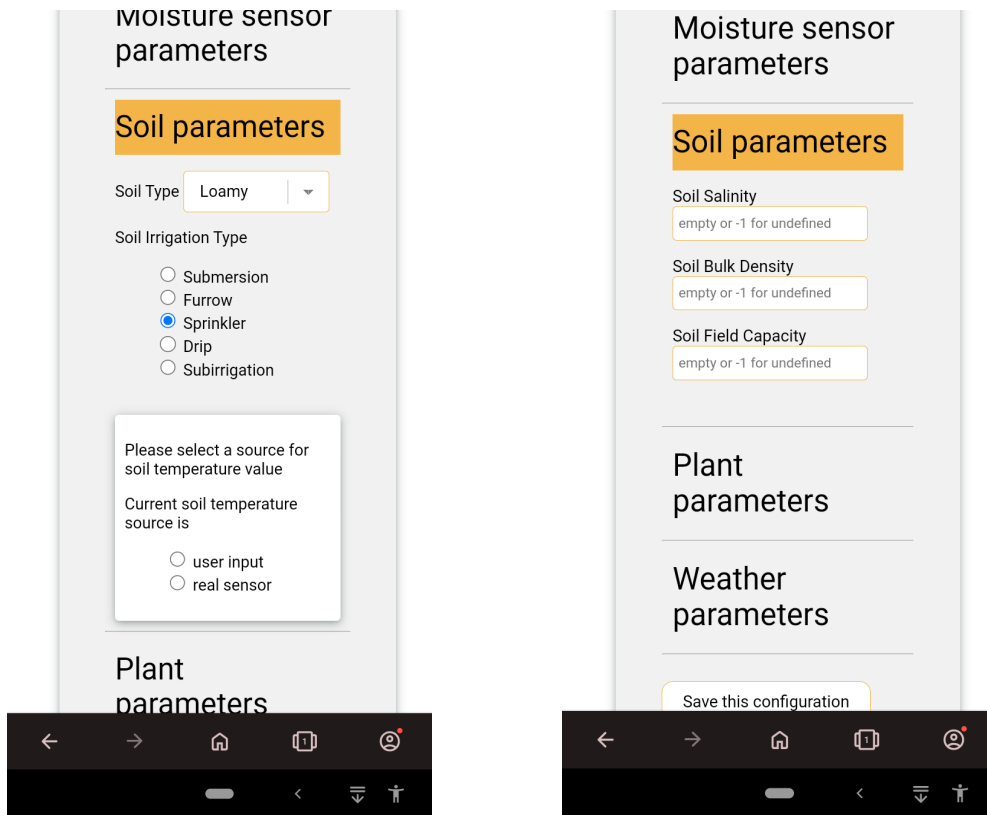 Moisture sensor
parameters
Soil parameters
Soil Type Loamy
Soil Irrigation Type
Submersion
Furrow
Sprinkler
Drip
Subirrigation
Please select a source for
soil temperature value
Current soil temperature
source is
user input
real sensor
Plant
parameters
1
Moisture sensor
parameters
Soil parameters
Soil Salinity
empty or -1 for undefined
Soil Bulk Density
empty or -1 for undefined
Soil Field Capacity
empty or -1 for undefined
Plant
parameters
Weather
parameters
Save this configuration
1